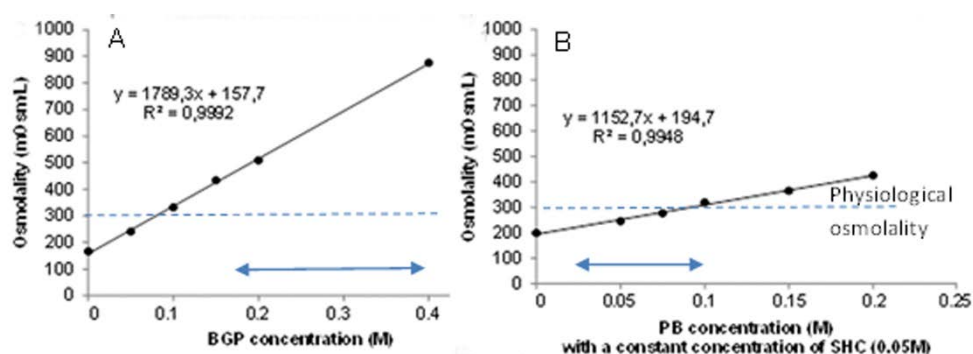 A
y = 1789,3x + 157,7
R² = 0,9992
Osmolality (mOsm/L)
1000
900
800
700
600
500
400
300
200
100
0
0
0.1
0.2
0.3
0.4
BGP concentration (M)
B
y = 1152,7x + 194,7
R² = 0,9948
Physiological
osmolality
Osmolality (mOsm/L)
1000
900
800
700
600
500
400
300
200
100
0
0
0.05
0.1
0.15
0.2
0.25
PB concentration (M)
with a constant concentration of SHC (0.05M)